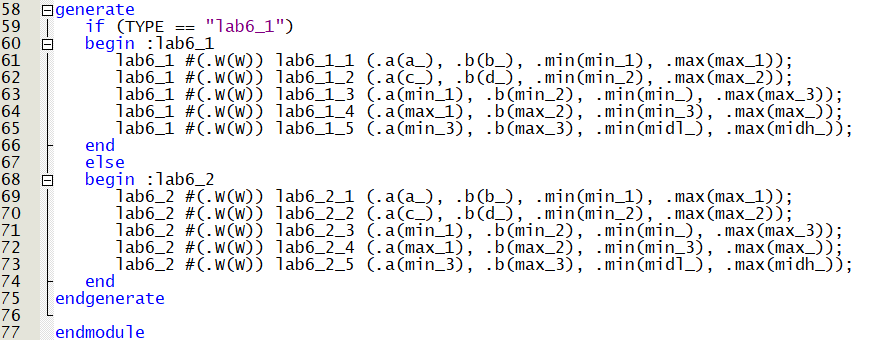 58 generate
59 if (TYPE == "lab6_1")
60 begin :lab6_1
61 lab6_1 #(.W(W)) lab6_1_1 (.a(a_), .b(b_), .min(min_1), .max(max_1));
62 lab6_1 #(.W(W)) lab6_1_2 (.a(c_), .b(d_), .min(min_2), .max(max_2));
63 lab6_1 #(.W(W)) lab6_1_3 (.a(min_1), .b(min_2), .min(min_), .max(max_3));
64 lab6_1 #(.W(W)) lab6_1_4 (.a(max_1), .b(max_2), .min(min_3), .max(max_));
65 lab6_1 #(.W(W)) lab6_1_5 (.a(min_3), .b(max_3), .min(midl_), .max(midh_));
66 end
67 else
68 begin :lab6_2
69 lab6_2 #(.W(W)) lab6_2_1 (.a(a_), .b(b_), .min(min_1), .max(max_1));
70 lab6_2 #(.W(W)) lab6_2_2 (.a(c_), .b(d_), .min(min_2), .max(max_2));
71 lab6_2 #(.W(W)) lab6_2_3 (.a(min_1), .b(min_2), .min(min_), .max(max_3));
72 lab6_2 #(.W(W)) lab6_2_4 (.a(max_1), .b(max_2), .min(min_3), .max(max_));
73 lab6_2 #(.W(W)) lab6_2_5 (.a(min_3), .b(max_3), .min(midl_), .max(midh_));
74 end
75 endgenerate
76
77 endmodule